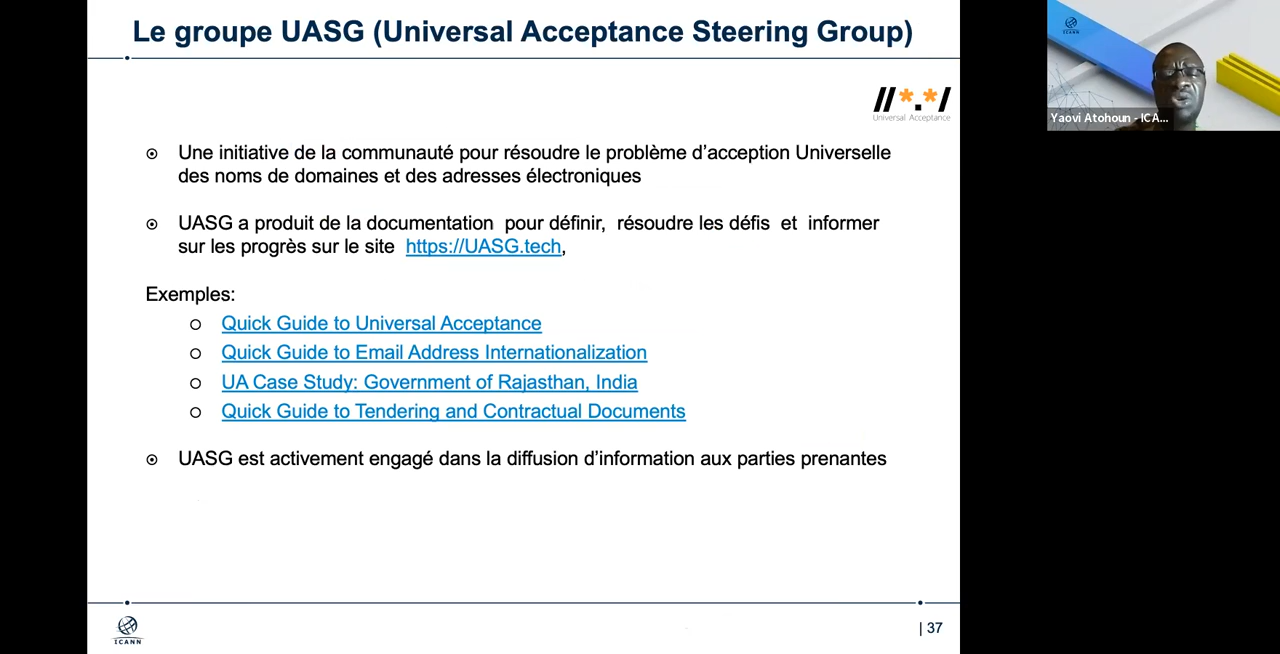 Le groupe UASG (Universal Acceptance Steering Group)
ICANN
Yaovi Atohoun - ICA...
//*.*/
Universal Acceptance
Une initiative de la communauté pour résoudre le problème d’acception Universelle
des noms de domaines et des adresses électroniques
UASG a produit de la documentation pour définir, résoudre les défis et informer
sur les progrès sur le site https://UASG.tech,
Exemples:
Quick Guide to Universal Acceptance
Quick Guide to Email Address Internationalization
UA Case Study: Government of Rajasthan, India
Quick Guide to Tendering and Contractual Documents
UASG est activement engagé dans la diffusion d’information aux parties prenantes
ICANN
| 37